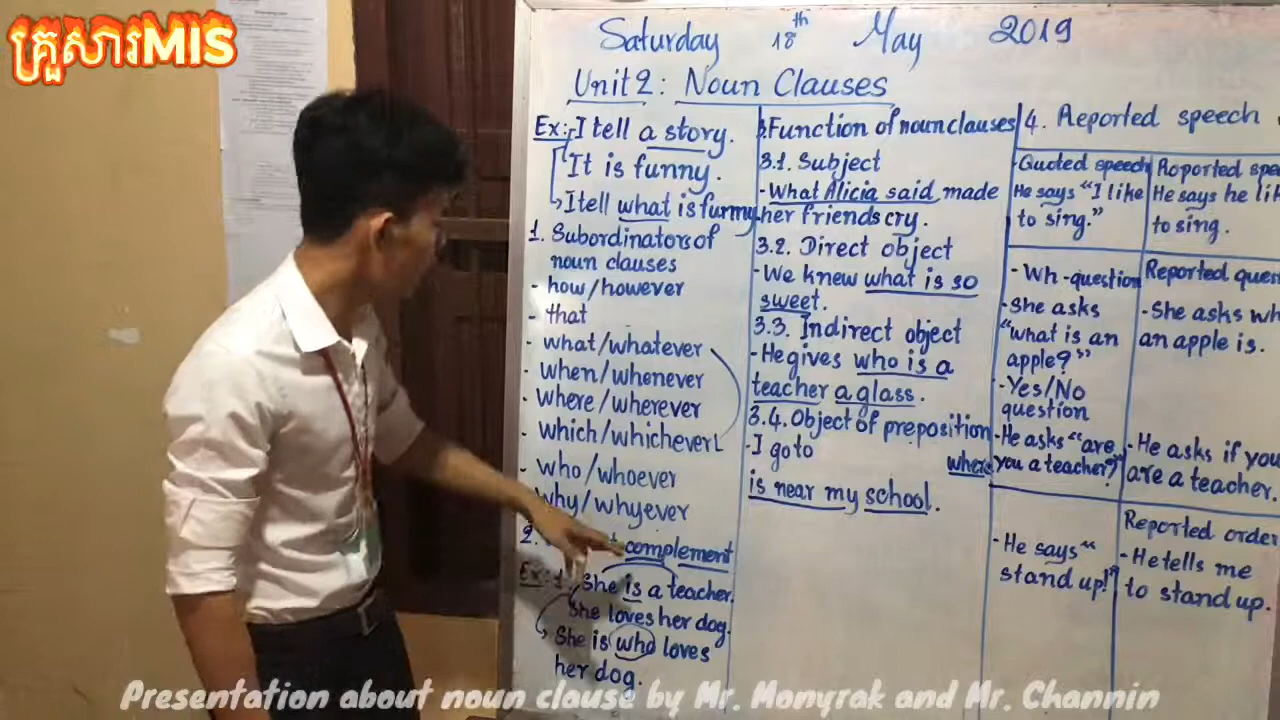 គ្រួសារMIS
Saturday 18th May 2019
Unit 2: Noun Clauses
Ex: I tell a story.
It is funny.
I tell what is funny.
1. Subordinators of
noun clauses
- how/however
- that
- what/whatever
- when/whenever
- where/wherever
- which/whichever
- who/whoever
- why/whyever
2. complement
Ex: 1. She is a teacher.
She loves her dog.
She is who loves
her dog.
3.Function of noun clauses
3.1. Subject
- What Alicia said made
her friends cry.
3.2. Direct object
- We knew what is so
sweet.
3.3. Indirect object
- He gives who is a
teacher a glass.
3.4. Object of preposition
- I go to where
is near my school.
4. Reported speech
- Quoted speech
He says "I like
to sing."
Reported spe
He says he lik
to sing.
- Wh-question
- She asks
"what is an
apple?"
- Yes/No
question
- He asks "are
you a teacher?"
Reported ques
- She asks wh
an apple is.
- He asks if you
are a teacher.
- He says "
stand up!"
Reported order
- He tells me
to stand up.
Presentation about noun clause by Mr. Monyrak and Mr. Channin